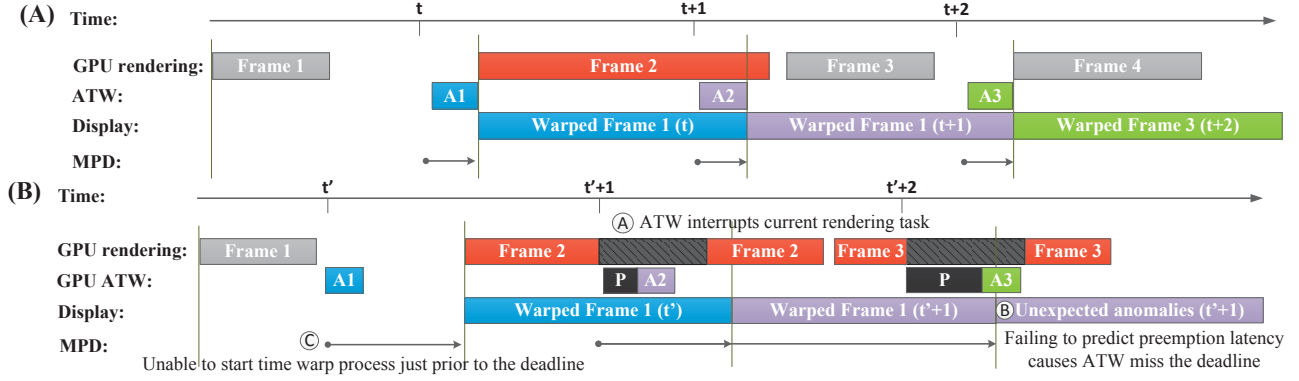 (A) Time: t t+1 t+2
GPU rendering: Frame 1 Frame 2 Frame 3 Frame 4
ATW: A1 A2 A3
Display: Warped Frame 1 (t) Warped Frame 1 (t+1) Warped Frame 3 (t+2)
MPD:
(B) Time: t' t'+1 t'+2
Ⓐ ATW interrupts current rendering task
GPU rendering: Frame 1 Frame 2 Frame 2 Frame 3 Frame 3
GPU ATW: A1 P A2 P A3
Display: Warped Frame 1 (t') Warped Frame 1 (t'+1) Ⓑ Unexpected anomalies (t'+1)
MPD: Ⓒ
Unable to start time warp process just prior to the deadline
Failing to predict preemption latency
causes ATW miss the deadline